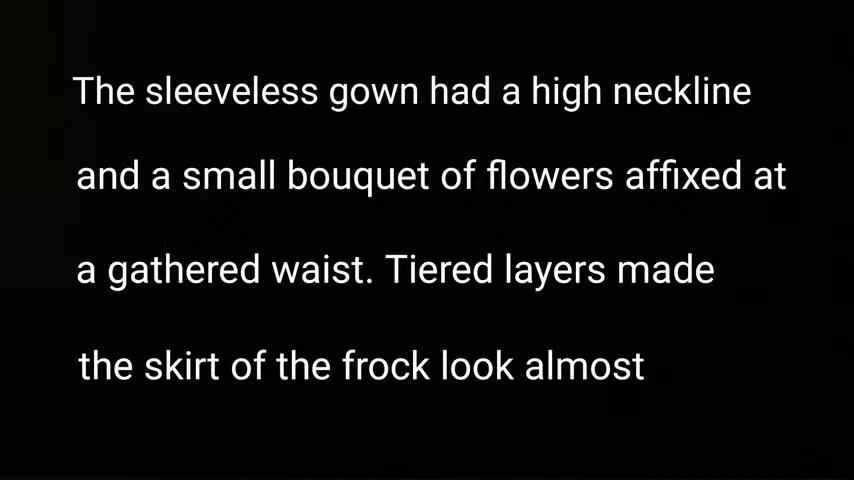 The sleeveless gown had a high neckline
and a small bouquet of flowers affixed at
a gathered waist. Tiered layers made
the skirt of the frock look almost